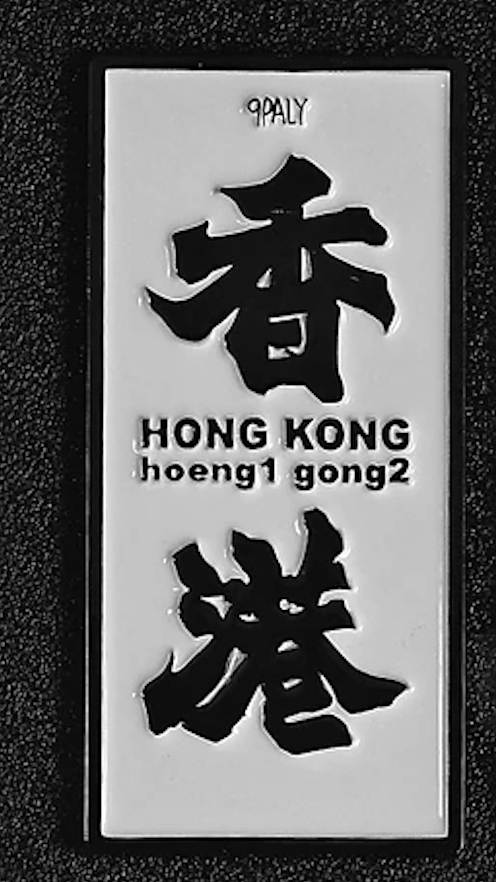 9PALY
香
HONG KONG
hoeng1 gong2
港